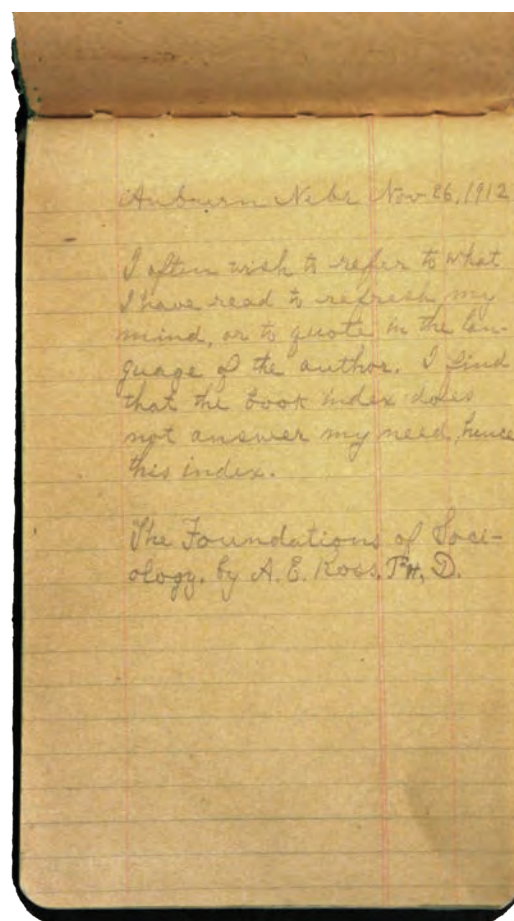 Auburn Nebr Nov 26, 1912
I often wish to refer to what
I have read to refresh my
mind, or to quote in the lan-
guage of the author. I find
that the book index does
not answer my need, hence
this index.
The Foundations of Soci-
ology. by A. E. Ross, PH, D.